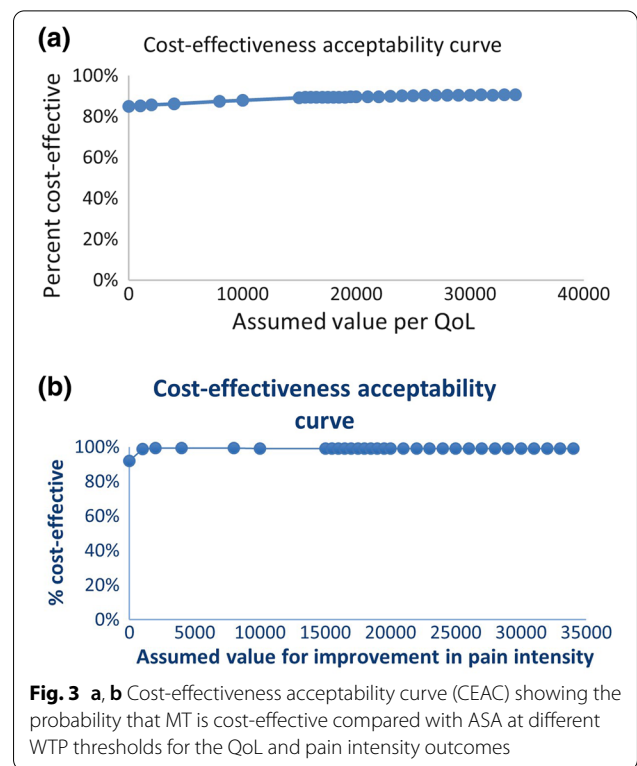 (a)
Cost-effectiveness acceptability curve
Percent cost-effective
100%
80%
60%
40%
20%
0%
0 10000 20000 30000 40000
Assumed value per QoL
(b)
Cost-effectiveness acceptability
curve
% cost-effective
100%
80%
60%
40%
20%
0%
0 5000 10000 15000 20000 25000 30000 35000
Assumed value for improvement in pain intensity
Fig. 3 a, b Cost-effectiveness acceptability curve (CEAC) showing the
probability that MT is cost-effective compared with ASA at different
WTP thresholds for the QoL and pain intensity outcomes